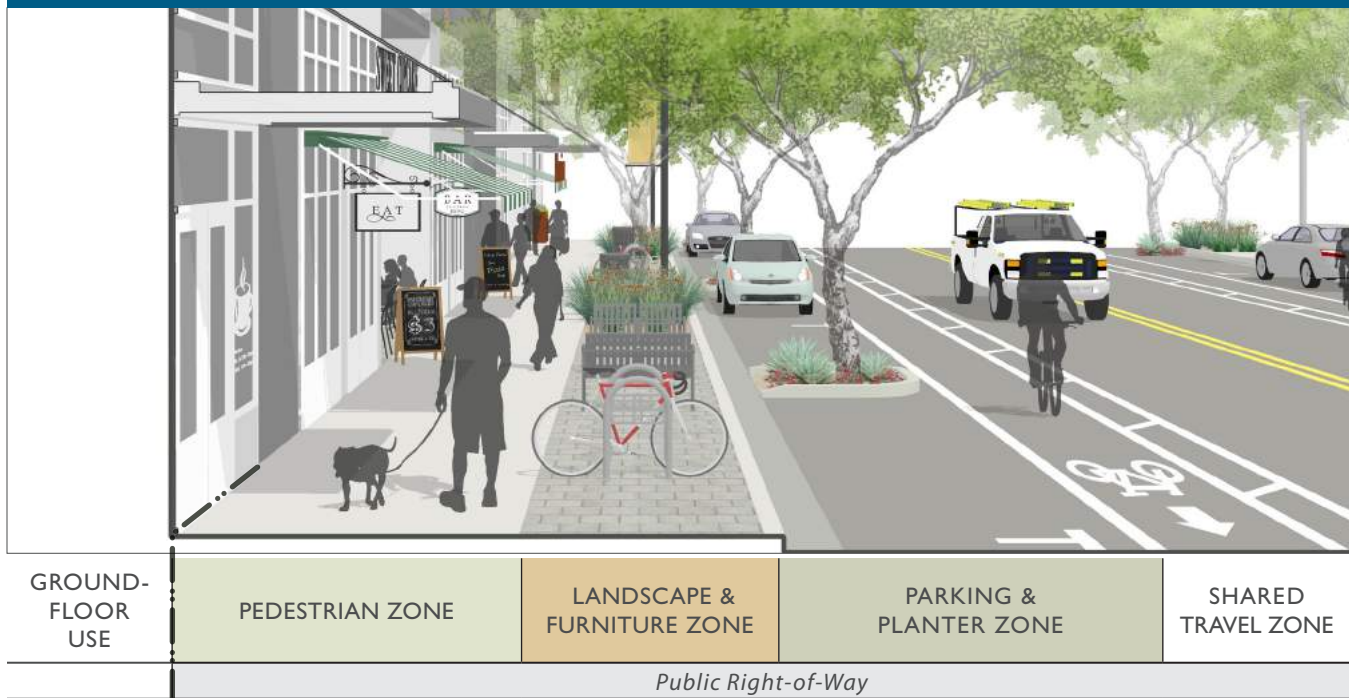 EAT
BAR
$3
GROUND-
FLOOR
USE
PEDESTRIAN ZONE
LANDSCAPE &
FURNITURE ZONE
PARKING &
PLANTER ZONE
SHARED
TRAVEL ZONE
Public Right-of-Way